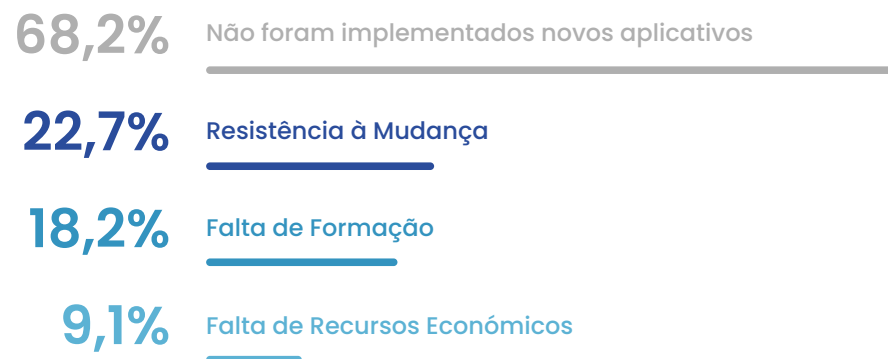 68,2% Não foram implementados novos aplicativos
22,7% Resistência à Mudança
18,2% Falta de Formação
9,1% Falta de Recursos Económicos